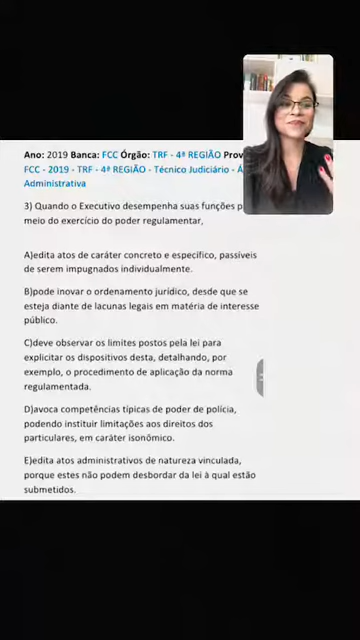 Ano: 2019 Banca: FCC Órgão: TRF - 4ª REGIÃO Prov
FCC - 2019 - TRF - 4ª REGIÃO - Técnico Judiciário - Á
Administrativa
3) Quando o Executivo desempenha suas funções p
meio do exercício do poder regulamentar,
A)edita atos de caráter concreto e específico, passíveis
de serem impugnados individualmente.
B)pode inovar o ordenamento jurídico, desde que se
esteja diante de lacunas legais em matéria de interesse
público.
C)deve observar os limites postos pela lei para
explicitar os dispositivos desta, detalhando, por
exemplo, o procedimento de aplicação da norma
regulamentada.
D)avoca competências típicas de poder de polícia,
podendo instituir limitações aos direitos dos
particulares, em caráter isonômico.
E)edita atos administrativos de natureza vinculada,
porque estes não podem desbordar da lei à qual estão
submetidos.